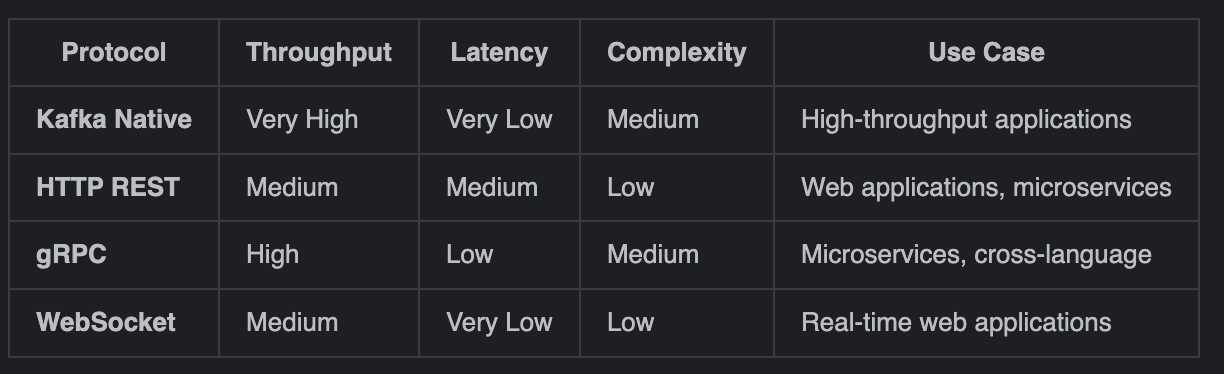 Protocol Throughput Latency Complexity Use Case
Kafka Native Very High Very Low Medium High-throughput applications
HTTP REST Medium Medium Low Web applications, microservices
gRPC High Low Medium Microservices, cross-language
WebSocket Medium Very Low Low Real-time web applications